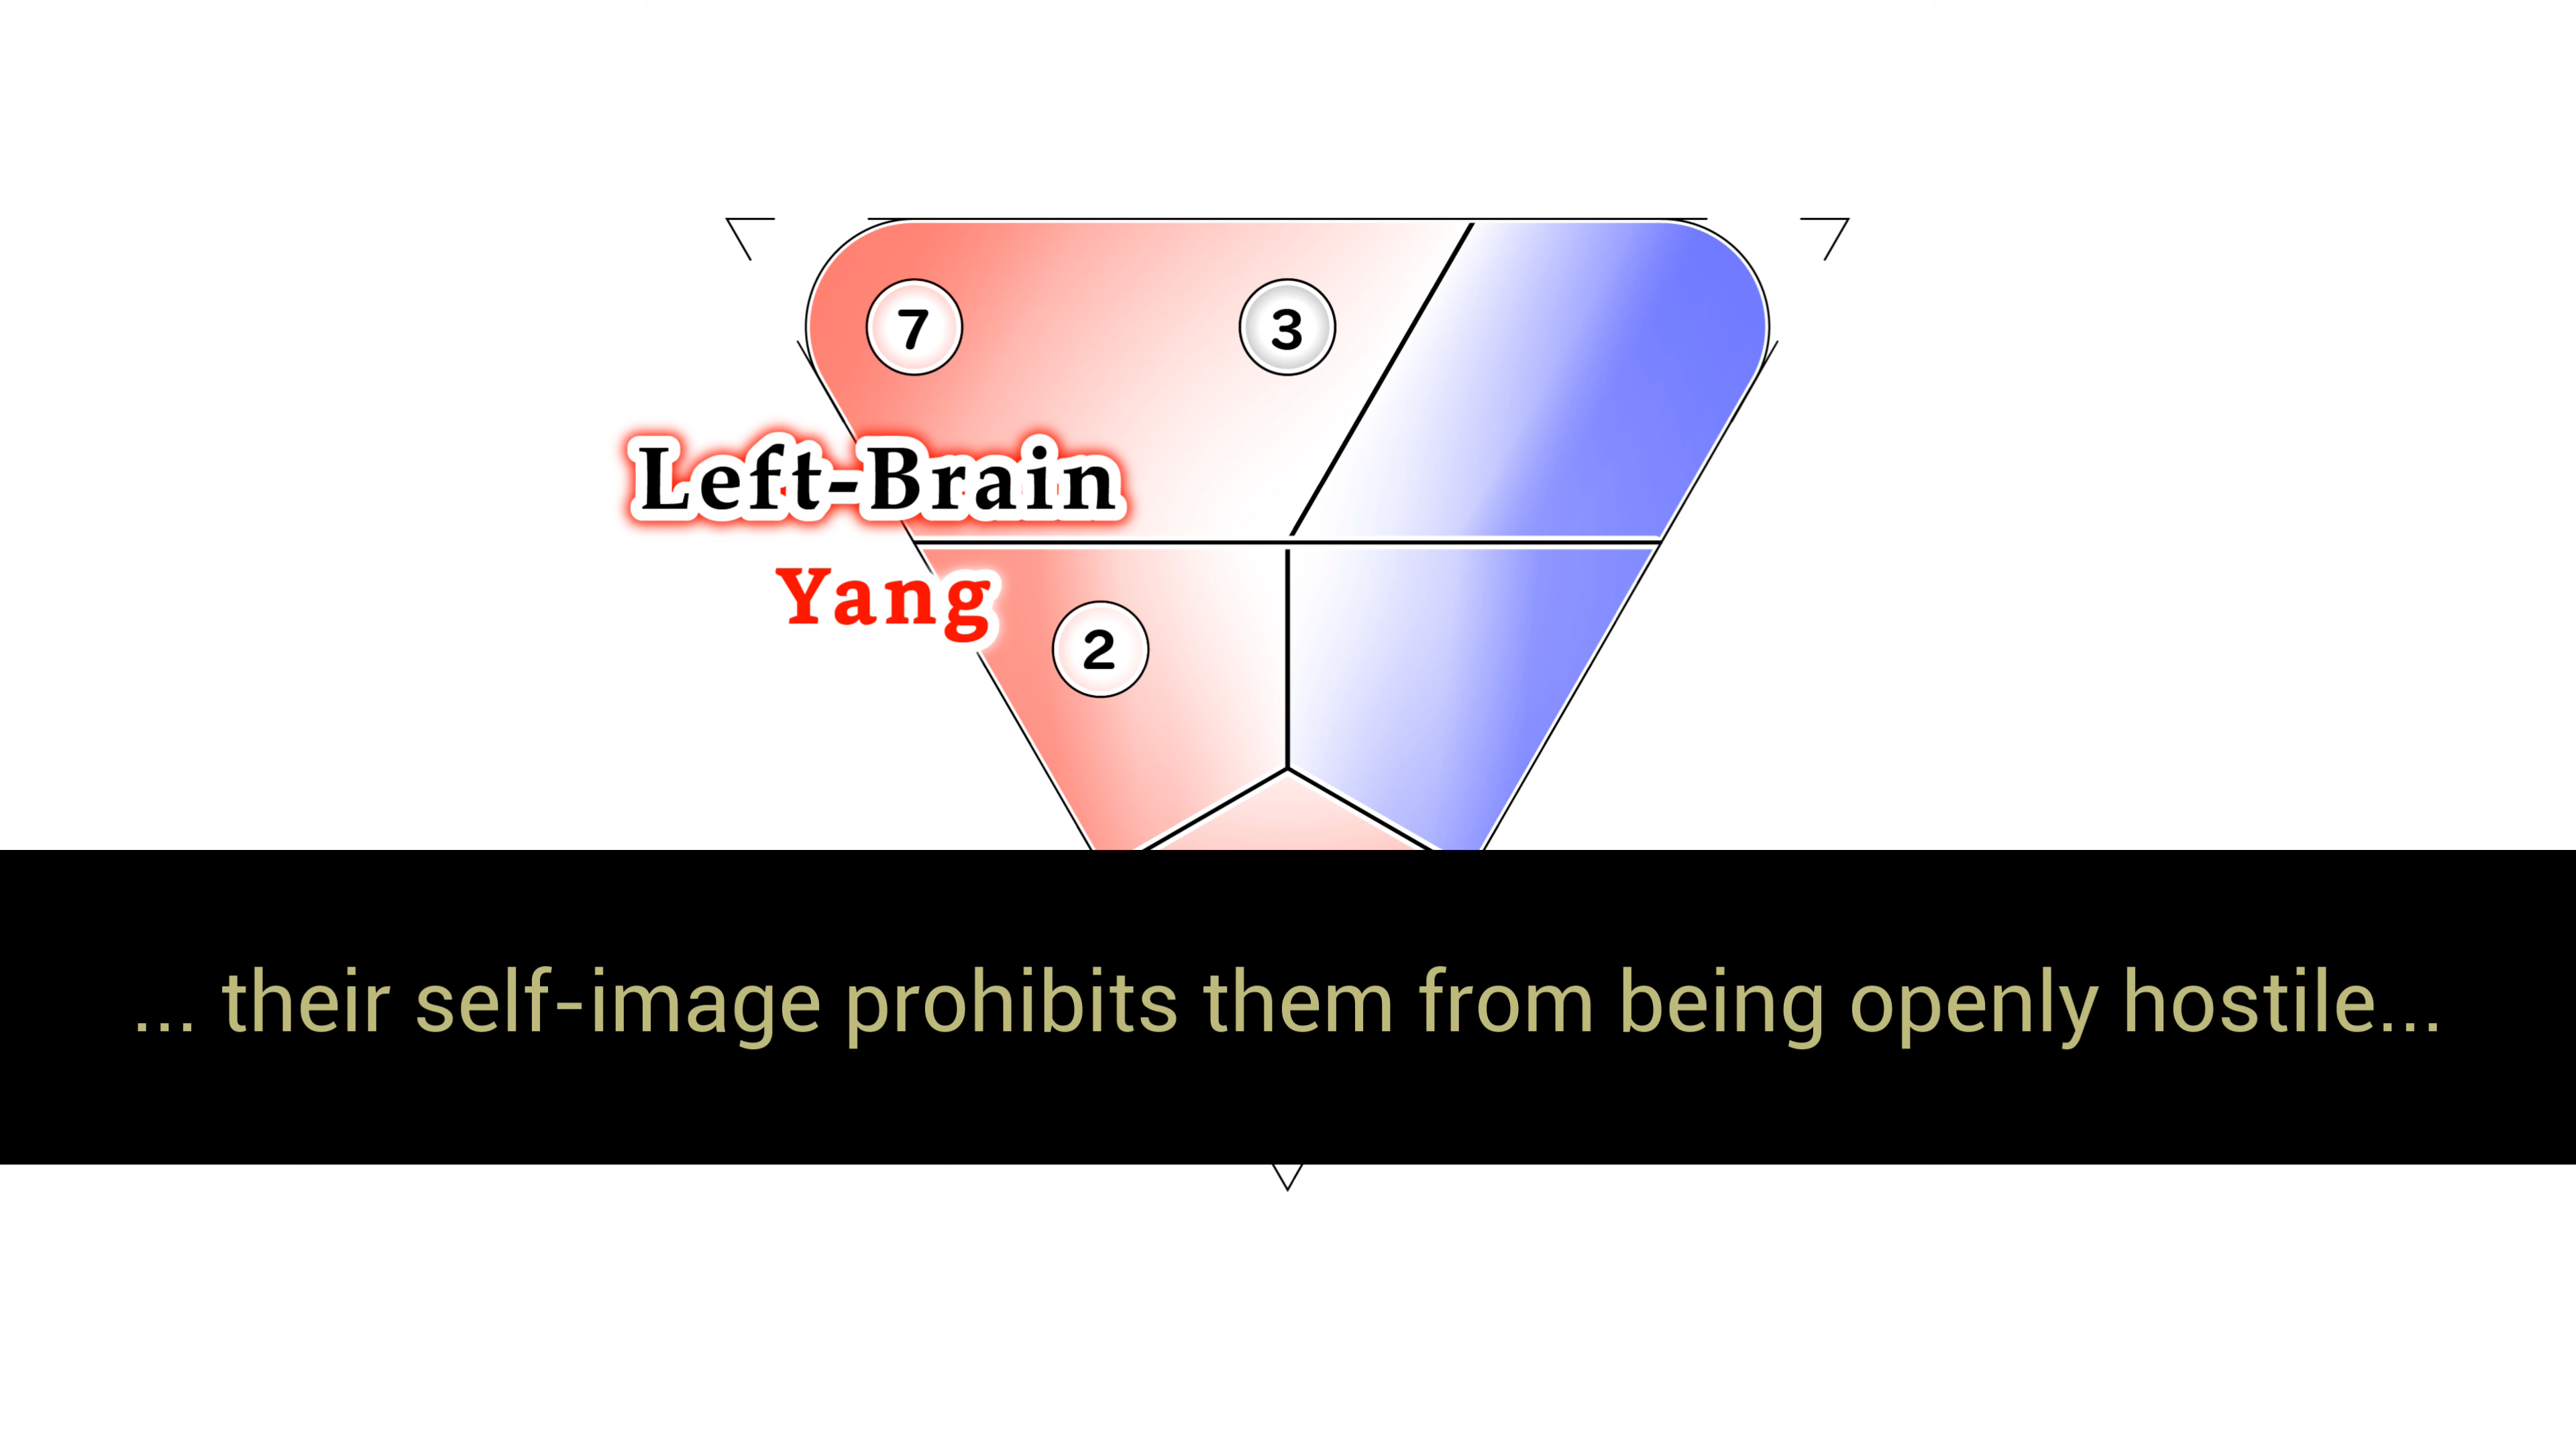 7
3
Left-Brain
Yang
2
... their self-image prohibits them from being openly hostile...